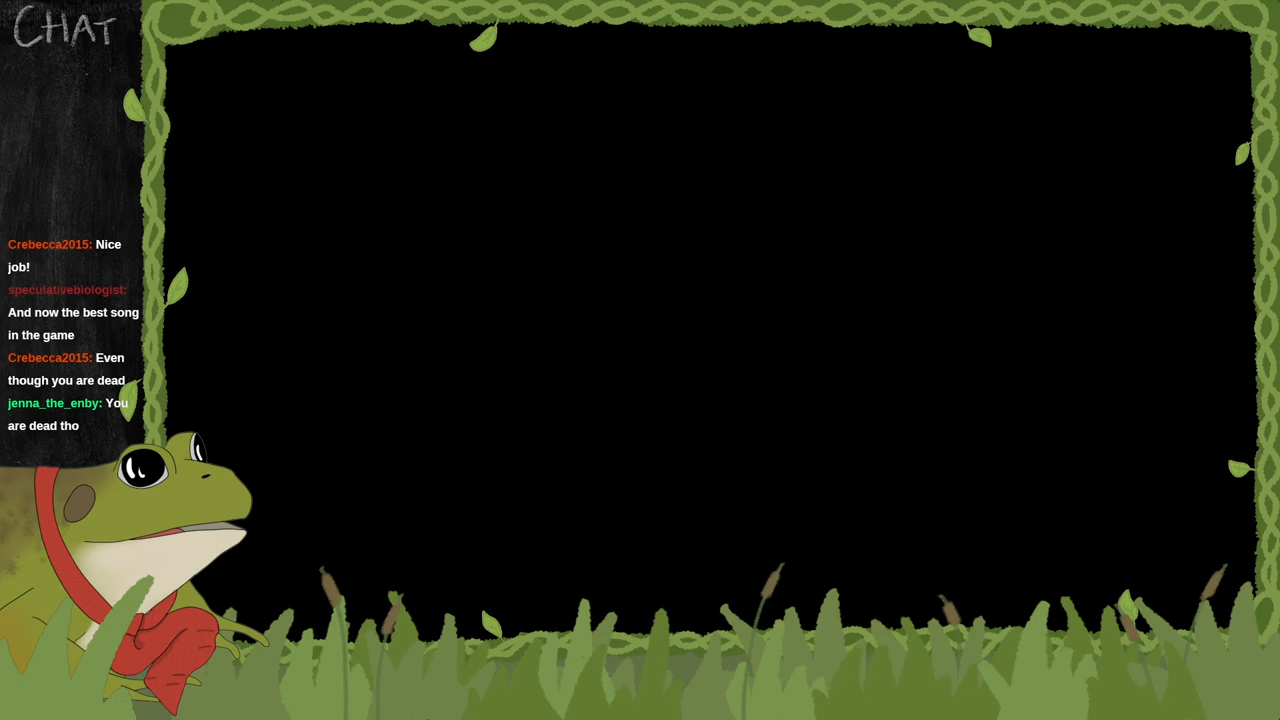 CHAT
Crebecca2015: Nice
job!
speculativebiologist:
And now the best song
in the game
Crebecca2015: Even
though you are dead
jenna_the_enby: You
are dead tho